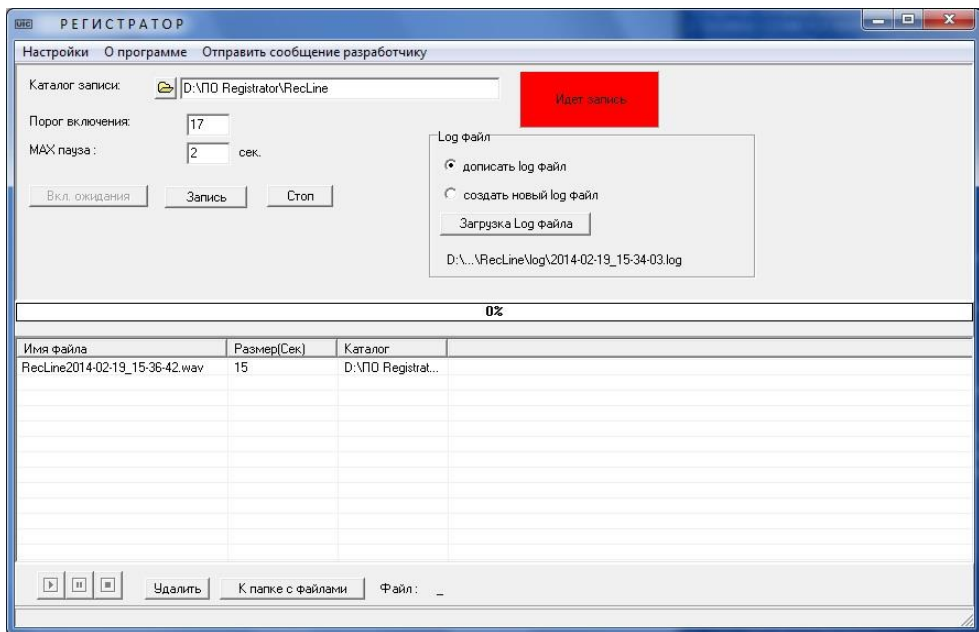 UIC РЕГИСТРАТОР
Настройки О программе Отправить сообщение разработчику
Каталог записи: D:\ПО Registrator\RecLine
Идет запись
Порог включения: 17
MAX пауза : 2 сек.
Вкл. ожидания Запись Стоп
Log файл
дописать log файл
создать новый log файл
Загрузка Log файла
D:\...\RecLine\log\2014-02-19_15-34-03.log
0%
Имя файла Размер(Сек) Каталог
RecLine2014-02-19_15-36-42.wav 15 D:\ПО Registrat...
Удалить К папке с файлами Файл : _